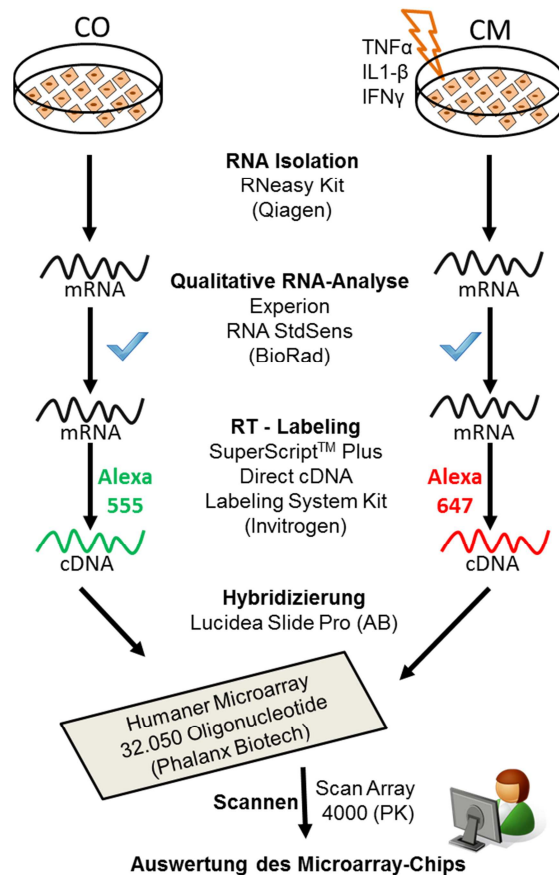 CO
CM
TNFα
IL1-β
IFNγ
RNA Isolation
RNeasy Kit
(Qiagen)
mRNA
mRNA
Qualitative RNA-Analyse
Experion
RNA StdSens
(BioRad)
mRNA
mRNA
RT - Labeling
SuperScript™ Plus
Direct cDNA
Labeling System Kit
(Invitrogen)
Alexa
555
Alexa
647
cDNA
cDNA
Hybridizierung
Lucidea Slide Pro (AB)
Humaner Microarray
32.050 Oligonucleotide
(Phalanx Biotech)
Scannen
Scan Array
4000 (PK)
Auswertung des Microarray-Chips